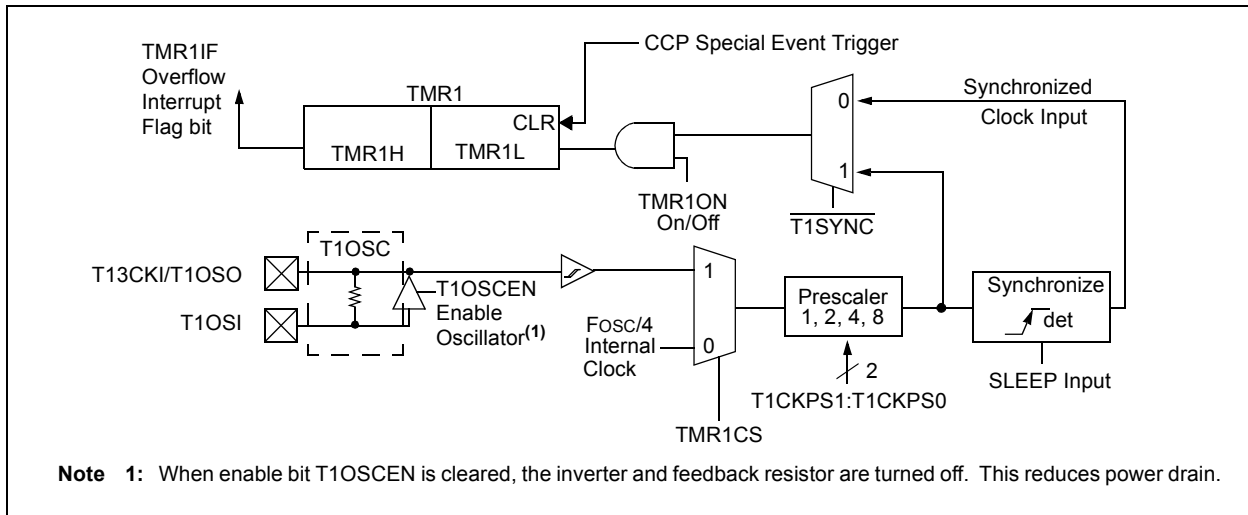 TMR1IF
Overflow
Interrupt
Flag bit
CCP Special Event Trigger
TMR1
CLR
TMR1H
TMR1L
TMR1ON
On/Off
0
1
T1SYNC
Synchronized
Clock Input
T1OSC
T13CKI/T1OSO
T1OSI
T1OSCEN
Enable
Oscillator(1)
FOSC/4
Internal
Clock
1
0
TMR1CS
Prescaler
1, 2, 4, 8
2
T1CKPS1:T1CKPS0
Synchronize
det
SLEEP Input
Note 1: When enable bit T1OSCEN is cleared, the inverter and feedback resistor are turned off. This reduces power drain.